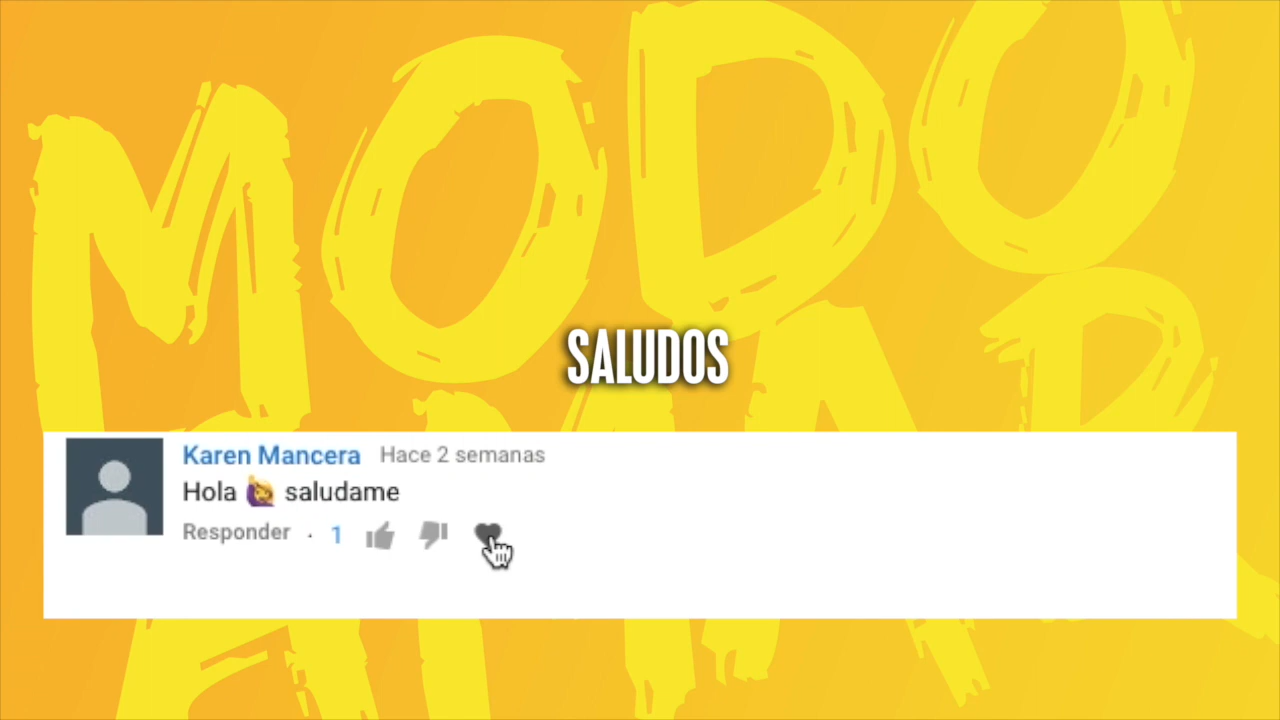 MODO
SALUDOS
Karen Mancera Hace 2 semanas
Hola 🙋 saludame
Responder · 1